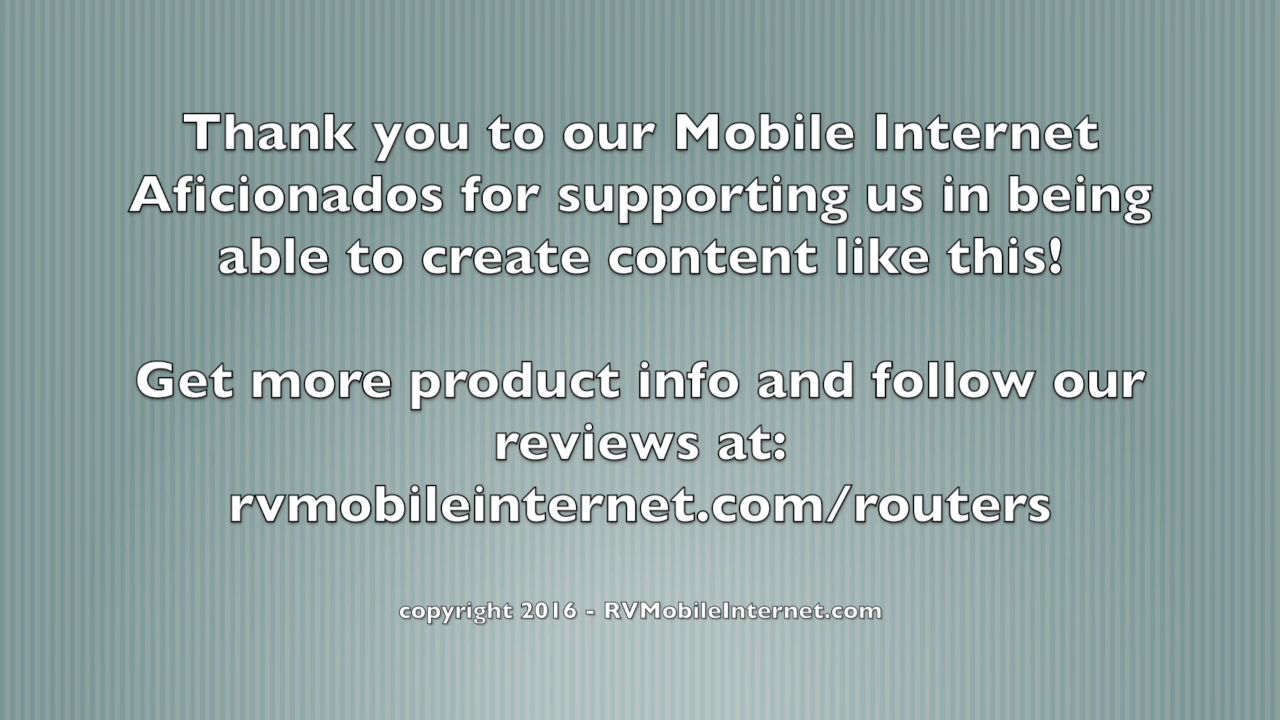 Thank you to our Mobile Internet
Aficionados for supporting us in being
able to create content like this!
Get more product info and follow our
reviews at:
rvmobileinternet.com/routers
copyright 2016 - RVMobileInternet.com